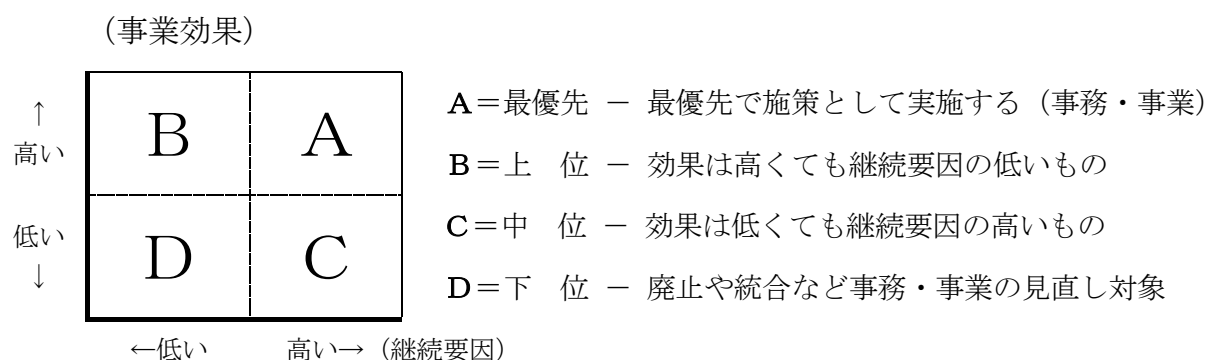 （事業効果）
↑
高い
低い
↓
B A
D C
←低い 高い→（継続要因）
A＝最優先 － 最優先で施策として実施する（事務・事業）
B＝上　位 － 効果は高くても継続要因の低いもの
C＝中　位 － 効果は低くても継続要因の高いもの
D＝下　位 － 廃止や統合など事務・事業の見直し対象